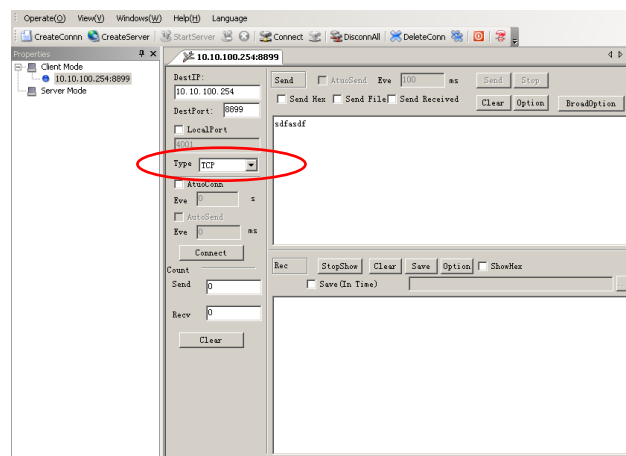 Operate(O) View(V) Windows(W) Help(H) Language
CreateConnn CreateServer StartServer Connect DisconnAll DeleteConn
Properties
Client Mode
10.10.100.254:8899
Server Mode
10.10.100.254:8899
DestIP:
10.10.100.254
DestPort: 8899
LocalPort
4001
Type TCP
AtuoConn
Eve 0 s
AutoSend
Eve 0 ms
Connect
Count
Send 0
Recv 0
Clear
Send AtuoSend Eve 100 ms Send Stop
Send Hex Send File Send Received Clear Option BroadOption
sdfasdf
Rec StopShow Clear Save Option ShowHex
Save(In Time)
...